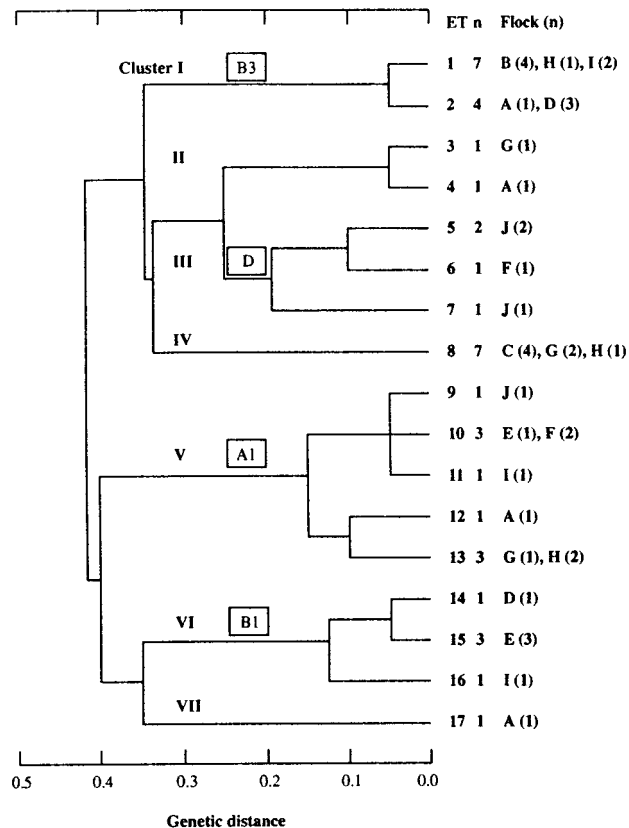 ET n Flock (n)
Cluster I B3 1 7 B (4), H (1), I (2)
2 4 A (1), D (3)
II 3 1 G (1)
4 1 A (1)
5 2 J (2)
III D 6 1 F (1)
7 1 J (1)
IV 8 7 C (4), G (2), H (1)
9 1 J (1)
V A1 10 3 E (1), F (2)
11 1 I (1)
12 1 A (1)
13 3 G (1), H (2)
14 1 D (1)
VI B1 15 3 E (3)
16 1 I (1)
VII 17 1 A (1)
0.5 0.4 0.3 0.2 0.1 0.0
Genetic distance